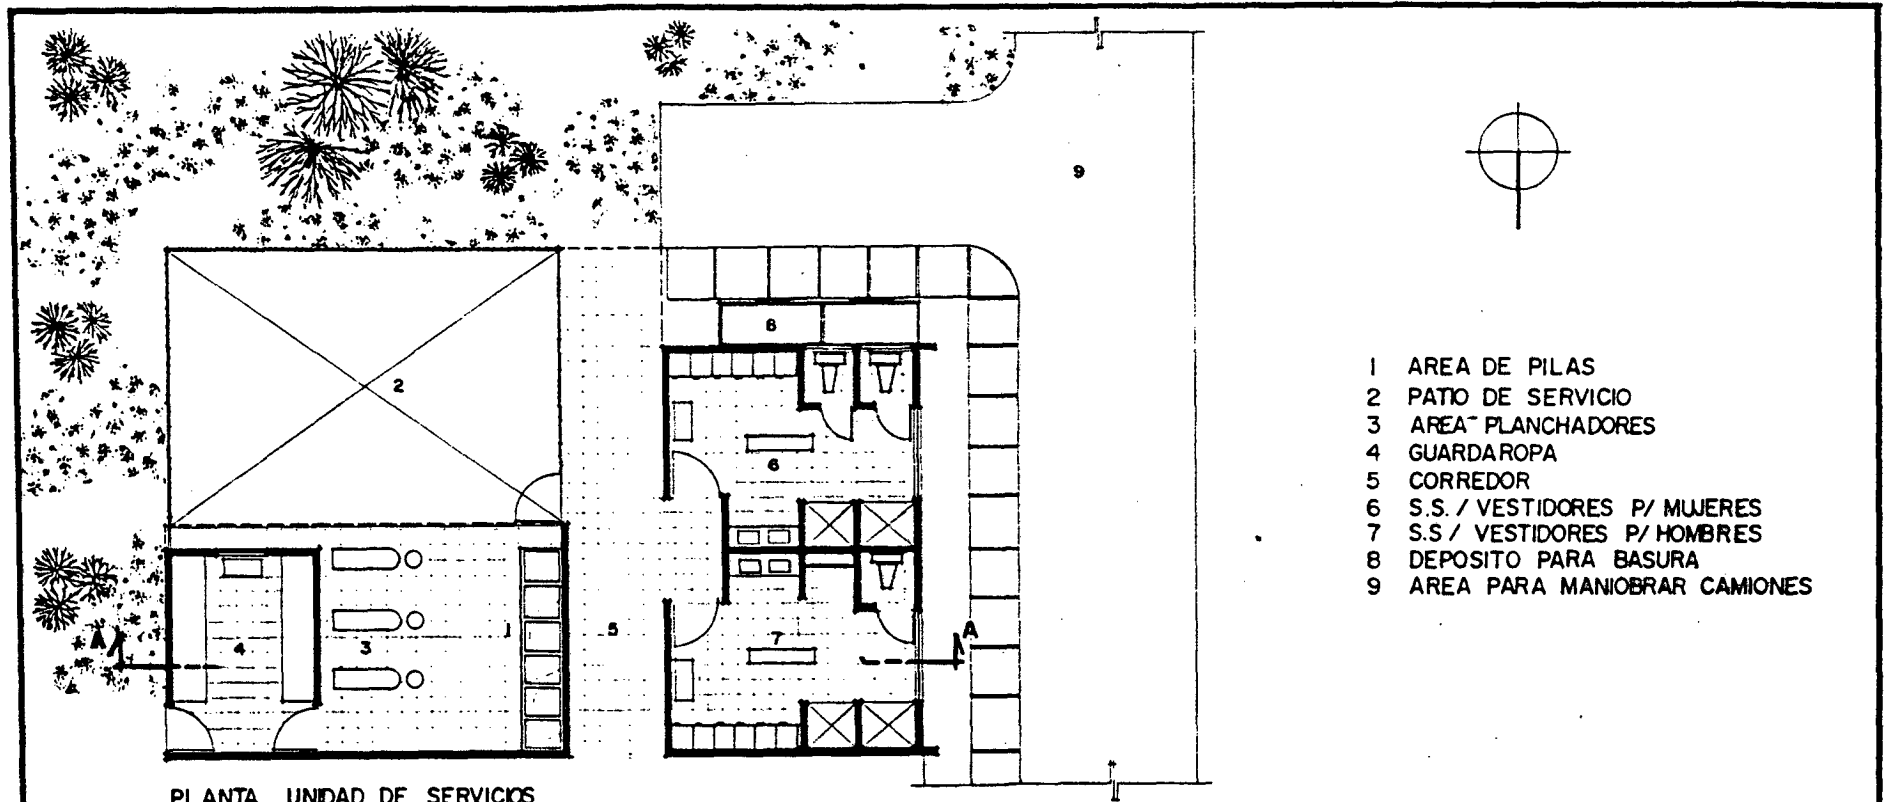 9
8
2
6
1 AREA DE PILAS
2 PATIO DE SERVICIO
3 AREA PLANCHADORES
4 GUARDAROPA
5 CORREDOR
6 S.S. / VESTIDORES P/ MUJERES
7 S.S / VESTIDORES P/ HOMBRES
8 DEPOSITO PARA BASURA
9 AREA PARA MANIOBRAR CAMIONES
A 4 3 1 5 7 A
PLANTA UNIDAD DE SERVICIOS